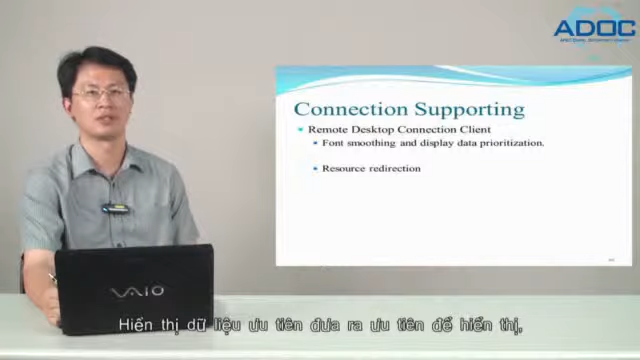 ADOC
Connection Supporting
Remote Desktop Connection Client
Font smoothing and display data prioritization.
Resource redirection
VAIO
Hiển thị dữ liệu ưu tiên đưa ra ưu tiên để hiển thị,